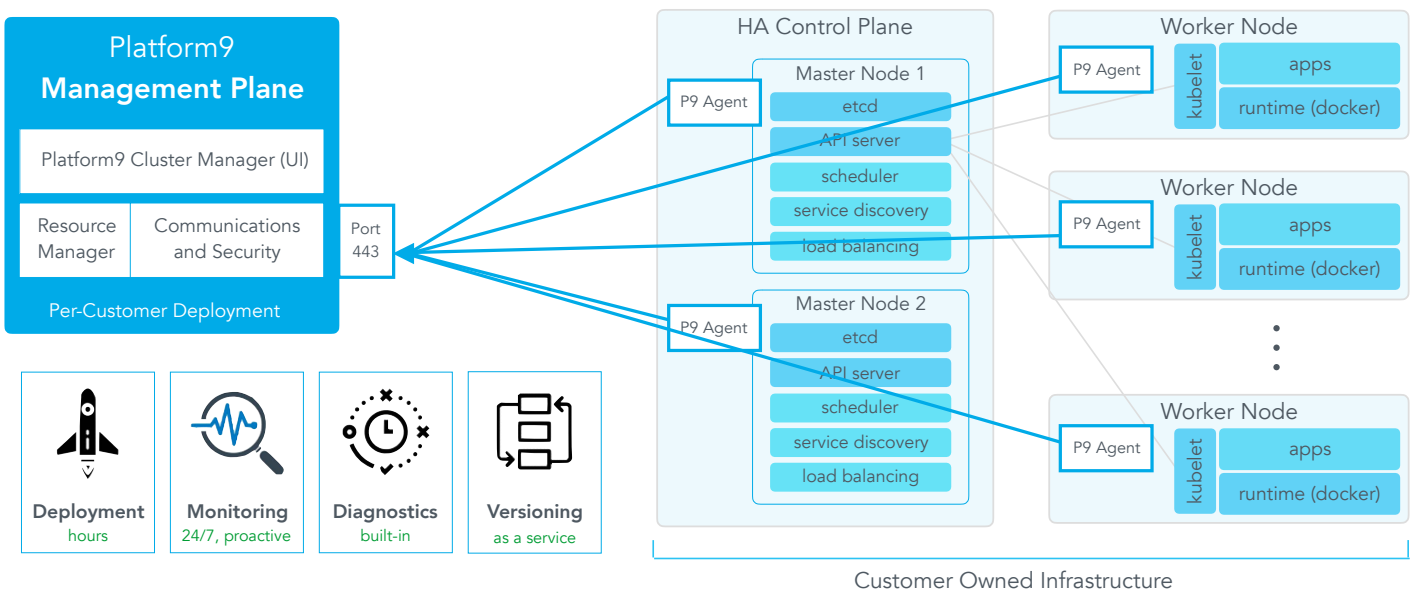 Platform9
Management Plane
Platform9 Cluster Manager (UI)
Resource
Manager
Communications
and Security
Per-Customer Deployment
Port
443
Deployment
hours
Monitoring
24/7, proactive
Diagnostics
built-in
Versioning
as a service
HA Control Plane
P9 Agent
Master Node 1
etcd
API server
scheduler
service discovery
load balancing
P9 Agent
Master Node 2
etcd
API server
scheduler
service discovery
load balancing
Worker Node
P9 Agent
kubelet
apps
runtime (docker)
Worker Node
P9 Agent
kubelet
apps
runtime (docker)
Worker Node
P9 Agent
kubelet
apps
runtime (docker)
Customer Owned Infrastructure